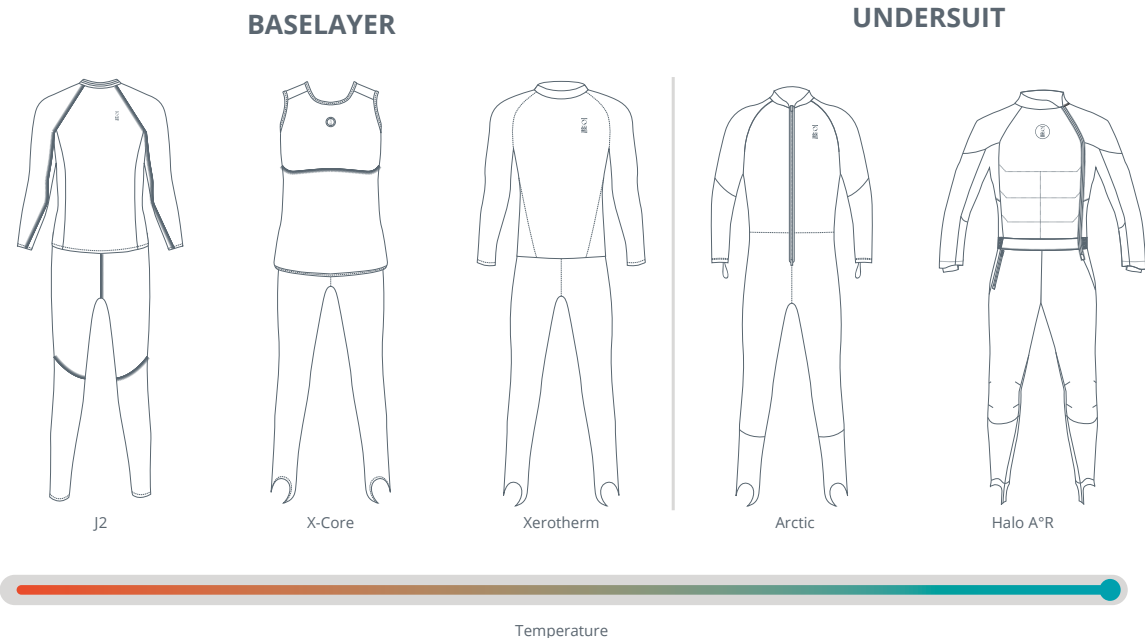 BASELAYER
UNDERSUIT
J2
X-Core
Xerotherm
Arctic
Halo A°R
Temperature